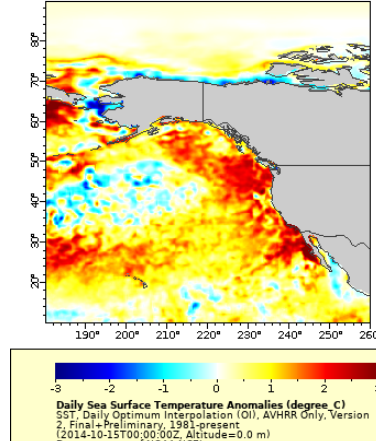 80°
70°
60°
50°
40°
30°
20°
190° 200° 210° 220° 230° 240° 250° 260°
-3 -2 -1 0 1 2 3
Daily Sea Surface Temperature Anomalies (degree_C)
SST, Daily Optimum Interpolation (OI), AVHRR Only, Version
2, Final+Preliminary, 1981-present
(2014-10-15T00:00:00Z, Altitude=0.0 m)